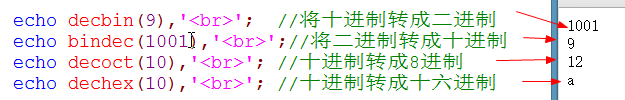 echo decbin(9),'<br>';  //将十进制转成二进制
echo bindec(1001),'<br>';//将二进制转成十进制
echo decoct(10),'<br>'; //十进制转成8进制
echo dechex(10),'<br>'; //十进制转成十六进制
1001
9
12
a